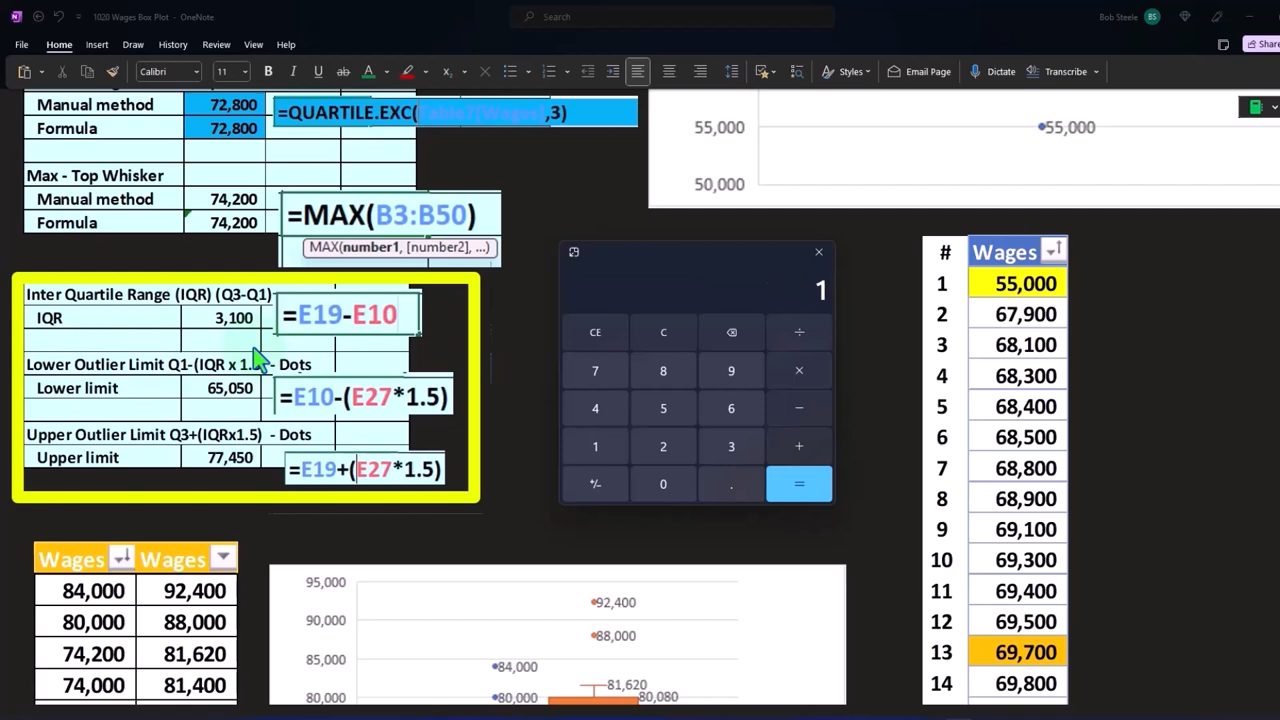 1020 Wages Box Plot - OneNote
Search
Bob Steele BS
File Home Insert Draw History Review View Help
Share
Calibri 11 B I U ab A Styles Email Page Dictate Transcribe
Manual method 72,800
=QUARTILE.EXC(Table7[Wages],3)
Formula 72,800
Max - Top Whisker
Manual method 74,200
Formula 74,200
=MAX(B3:B50)
MAX(number1, [number2], ...)
Inter Quartile Range (IQR) (Q3-Q1)
IQR 3,100
=E19-E10
Lower Outlier Limit Q1-(IQR x 1.5 - Dots
Lower limit 65,050
=E10-(E27*1.5)
Upper Outlier Limit Q3+(IQRx1.5) - Dots
Upper limit 77,450
=E19+(E27*1.5)
1
CE C ÷
7 8 9 ×
4 5 6 −
1 2 3 +
+/- 0 . =
55,000 55,000
50,000
# Wages
1 55,000
2 67,900
3 68,100
4 68,300
5 68,400
6 68,500
7 68,800
8 68,900
9 69,100
10 69,300
11 69,400
12 69,500
13 69,700
14 69,800
Wages Wages
84,000 92,400
80,000 88,000
74,200 81,620
74,000 81,400
95,000
92,400
90,000
88,000
85,000
84,000
81,620
80,000 80,000 80,080